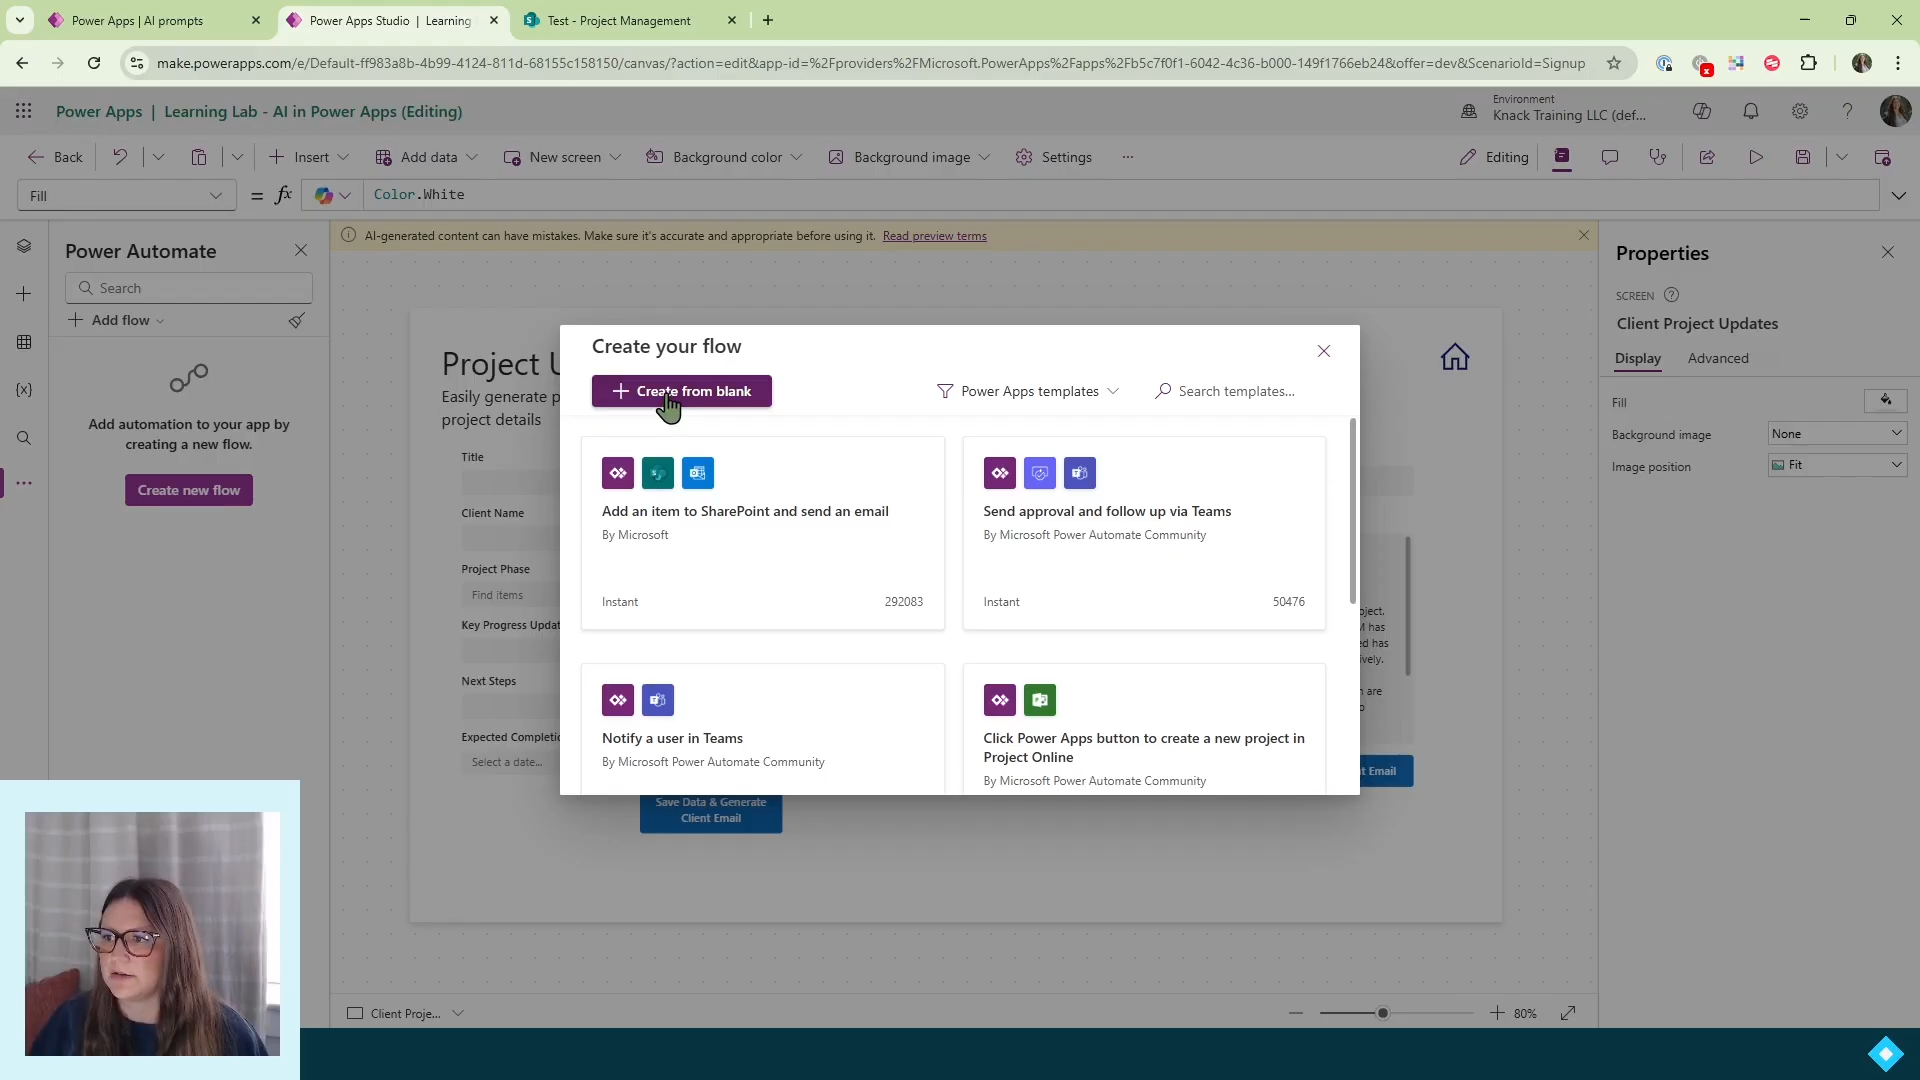 Power Apps | AI prompts
Power Apps Studio | Learning
Test - Project Management
make.powerapps.com/e/Default-ff983a8b-4b99-4124-811d-68155c158150/canvas/?action=edit&app-id=%2Fproviders%2FMicrosoft.PowerApps%2Fapps%2Fb5c7f0f1-6042-4c36-b000-149f1766eb24&offer=dev&ScenarioId=Signup
Power Apps | Learning Lab - AI in Power Apps (Editing)
Environment
Knack Training LLC (def...
Back
Insert
Add data
New screen
Background color
Background image
Settings
Editing
Fill
= fx
Color.White
Power Automate
Search
Add flow
Add automation to your app by
creating a new flow.
Create new flow
AI-generated content can have mistakes. Make sure it's accurate and appropriate before using it. Read preview terms
Project U
Easily generate p
project details
Title
Client Name
Project Phase
Find items
Key Progress Updat
Next Steps
Expected Completic
Select a date...
Save Data & Generate
Client Email
Create your flow
Create from blank
Power Apps templates
Search templates...
Add an item to SharePoint and send an email
By Microsoft
Instant
292083
Send approval and follow up via Teams
By Microsoft Power Automate Community
Instant
50476
Notify a user in Teams
By Microsoft Power Automate Community
Click Power Apps button to create a new project in
Project Online
By Microsoft Power Automate Community
oject.
M has
ed has
ively.
n are
o
t Email
Properties
SCREEN
Client Project Updates
Display
Advanced
Fill
Background image
None
Image position
Fit
Client Proje...
80%